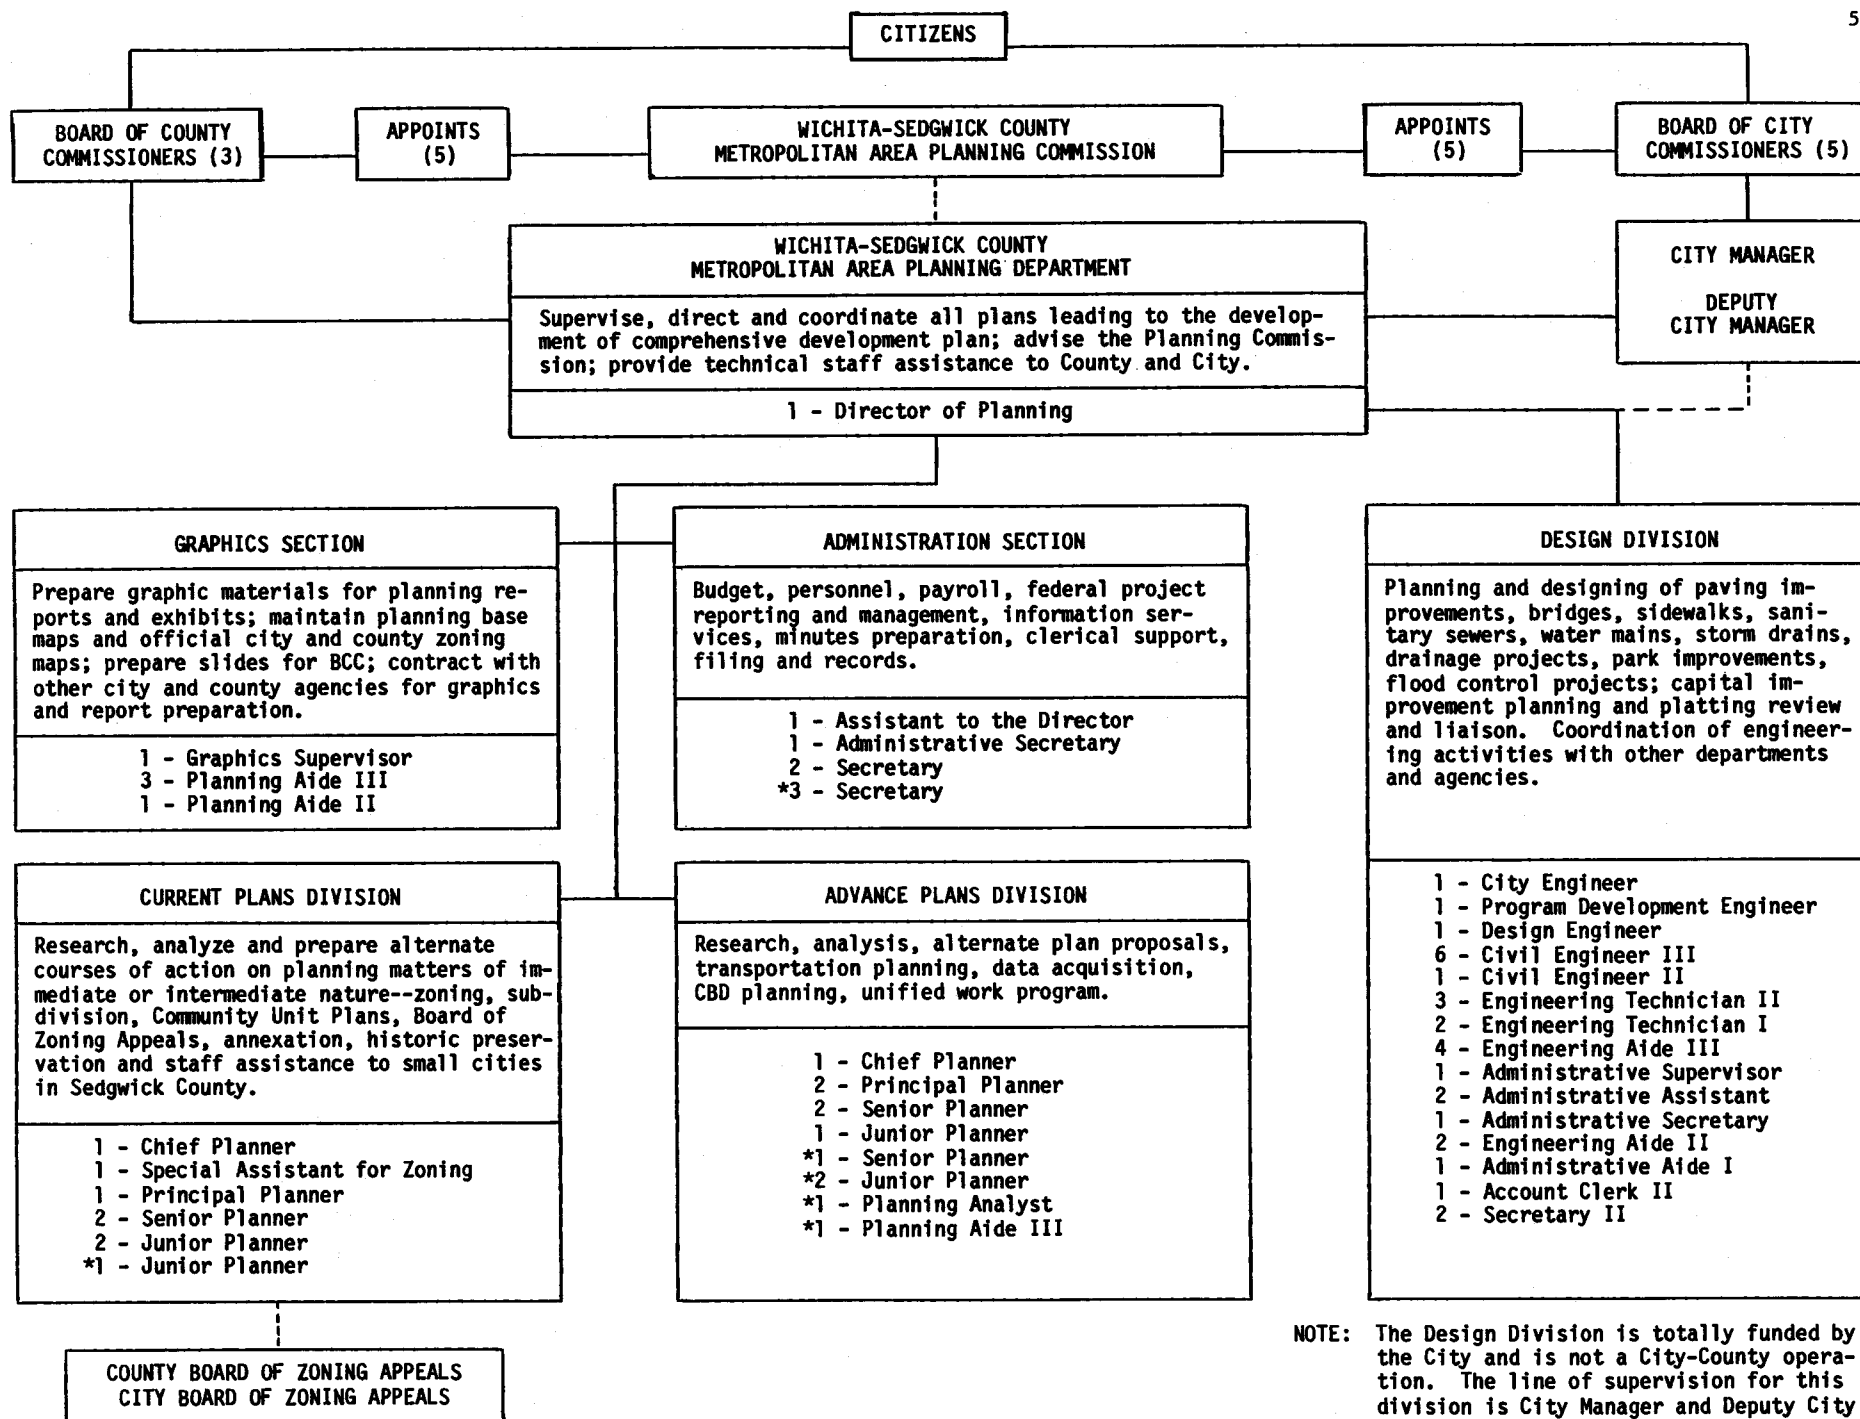 5
CITIZENS
BOARD OF COUNTY
COMMISSIONERS (3)
APPOINTS
(5)
WICHITA-SEDGWICK COUNTY
METROPOLITAN AREA PLANNING COMMISSION
APPOINTS
(5)
BOARD OF CITY
COMMISSIONERS (5)
WICHITA-SEDGWICK COUNTY
METROPOLITAN AREA PLANNING DEPARTMENT
Supervise, direct and coordinate all plans leading to the develop-
ment of comprehensive development plan; advise the Planning Commis-
sion; provide technical staff assistance to County and City.
1 - Director of Planning
CITY MANAGER
DEPUTY
CITY MANAGER
GRAPHICS SECTION
Prepare graphic materials for planning re-
ports and exhibits; maintain planning base
maps and official city and county zoning
maps; prepare slides for BCC; contract with
other city and county agencies for graphics
and report preparation.
1 - Graphics Supervisor
3 - Planning Aide III
1 - Planning Aide II
ADMINISTRATION SECTION
Budget, personnel, payroll, federal project
reporting and management, information ser-
vices, minutes preparation, clerical support,
filing and records.
1 - Assistant to the Director
1 - Administrative Secretary
2 - Secretary
*3 - Secretary
DESIGN DIVISION
Planning and designing of paving im-
provements, bridges, sidewalks, sani-
tary sewers, water mains, storm drains,
drainage projects, park improvements,
flood control projects; capital im-
provement planning and platting review
and liaison. Coordination of engineer-
ing activities with other departments
and agencies.
1 - City Engineer
1 - Program Development Engineer
1 - Design Engineer
6 - Civil Engineer III
1 - Civil Engineer II
3 - Engineering Technician II
2 - Engineering Technician I
4 - Engineering Aide III
1 - Administrative Supervisor
2 - Administrative Assistant
1 - Administrative Secretary
2 - Engineering Aide II
1 - Administrative Aide I
1 - Account Clerk II
2 - Secretary II
CURRENT PLANS DIVISION
Research, analyze and prepare alternate
courses of action on planning matters of im-
mediate or intermediate nature--zoning, sub-
division, Community Unit Plans, Board of
Zoning Appeals, annexation, historic preser-
vation and staff assistance to small cities
in Sedgwick County.
1 - Chief Planner
1 - Special Assistant for Zoning
1 - Principal Planner
2 - Senior Planner
2 - Junior Planner
*1 - Junior Planner
ADVANCE PLANS DIVISION
Research, analysis, alternate plan proposals,
transportation planning, data acquisition,
CBD planning, unified work program.
1 - Chief Planner
2 - Principal Planner
2 - Senior Planner
1 - Junior Planner
*1 - Senior Planner
*2 - Junior Planner
*1 - Planning Analyst
*1 - Planning Aide III
COUNTY BOARD OF ZONING APPEALS
CITY BOARD OF ZONING APPEALS
NOTE: The Design Division is totally funded by
the City and is not a City-County opera-
tion. The line of supervision for this
division is City Manager and Deputy City